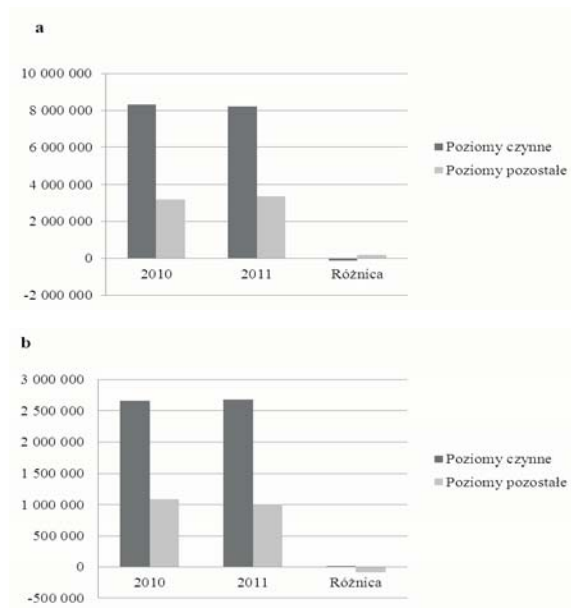 a
10 000 000
8 000 000
6 000 000
4 000 000
2 000 000
0
-2 000 000
2010 2011 Różnica
Poziomy czynne
Poziomy pozostałe
b
3 000 000
2 500 000
2 000 000
1 500 000
1 000 000
500 000
0
-500 000
2010 2011 Różnica
Poziomy czynne
Poziomy pozostałe